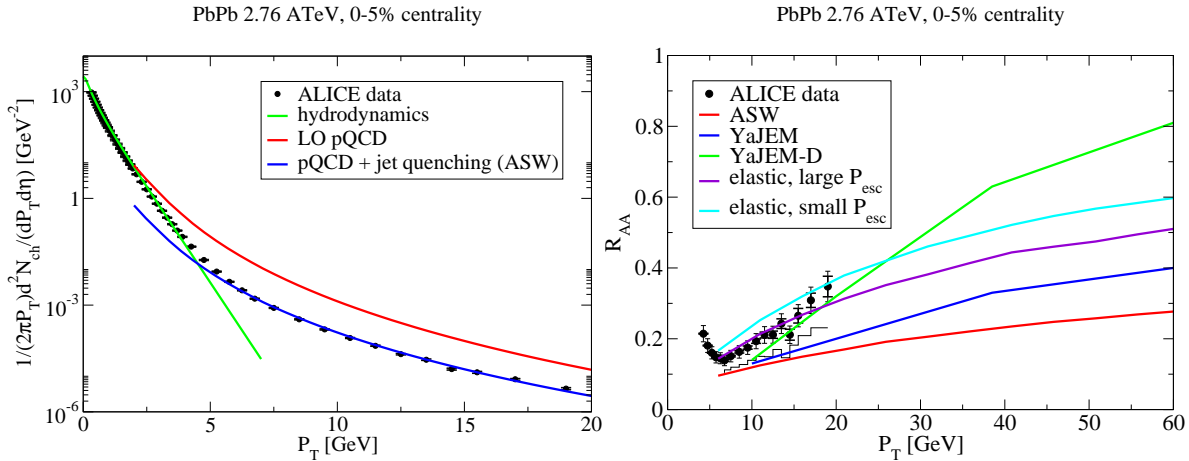 PbPb 2.76 ATeV, 0-5% centrality
1/(2πP_T)d^2N_ch/(dP_Tdη) [GeV^-2]
10^3
1
10^-3
10^-6
ALICE data
hydrodynamics
LO pQCD
pQCD + jet quenching (ASW)
0 5 10 15 20
P_T [GeV]
PbPb 2.76 ATeV, 0-5% centrality
R_AA
1
0.8
0.6
0.4
0.2
0
ALICE data
ASW
YaJEM
YaJEM-D
elastic, large P_esc
elastic, small P_esc
0 10 20 30 40 50 60
P_T [GeV]